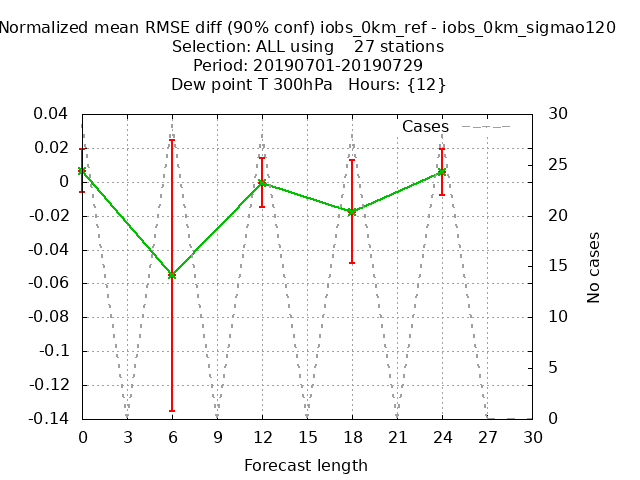 Normalized mean RMSE diff (90% conf) iobs_0km_ref - iobs_0km_sigmao120
Selection: ALL using    27 stations
Period: 20190701-20190729
Dew point T 300hPa   Hours: {12}
Cases
0.04
0.02
0
-0.02
-0.04
-0.06
-0.08
-0.1
-0.12
-0.14
30
25
20
15
10
5
0
No cases
0 3 6 9 12 15 18 21 24 27 30
Forecast length